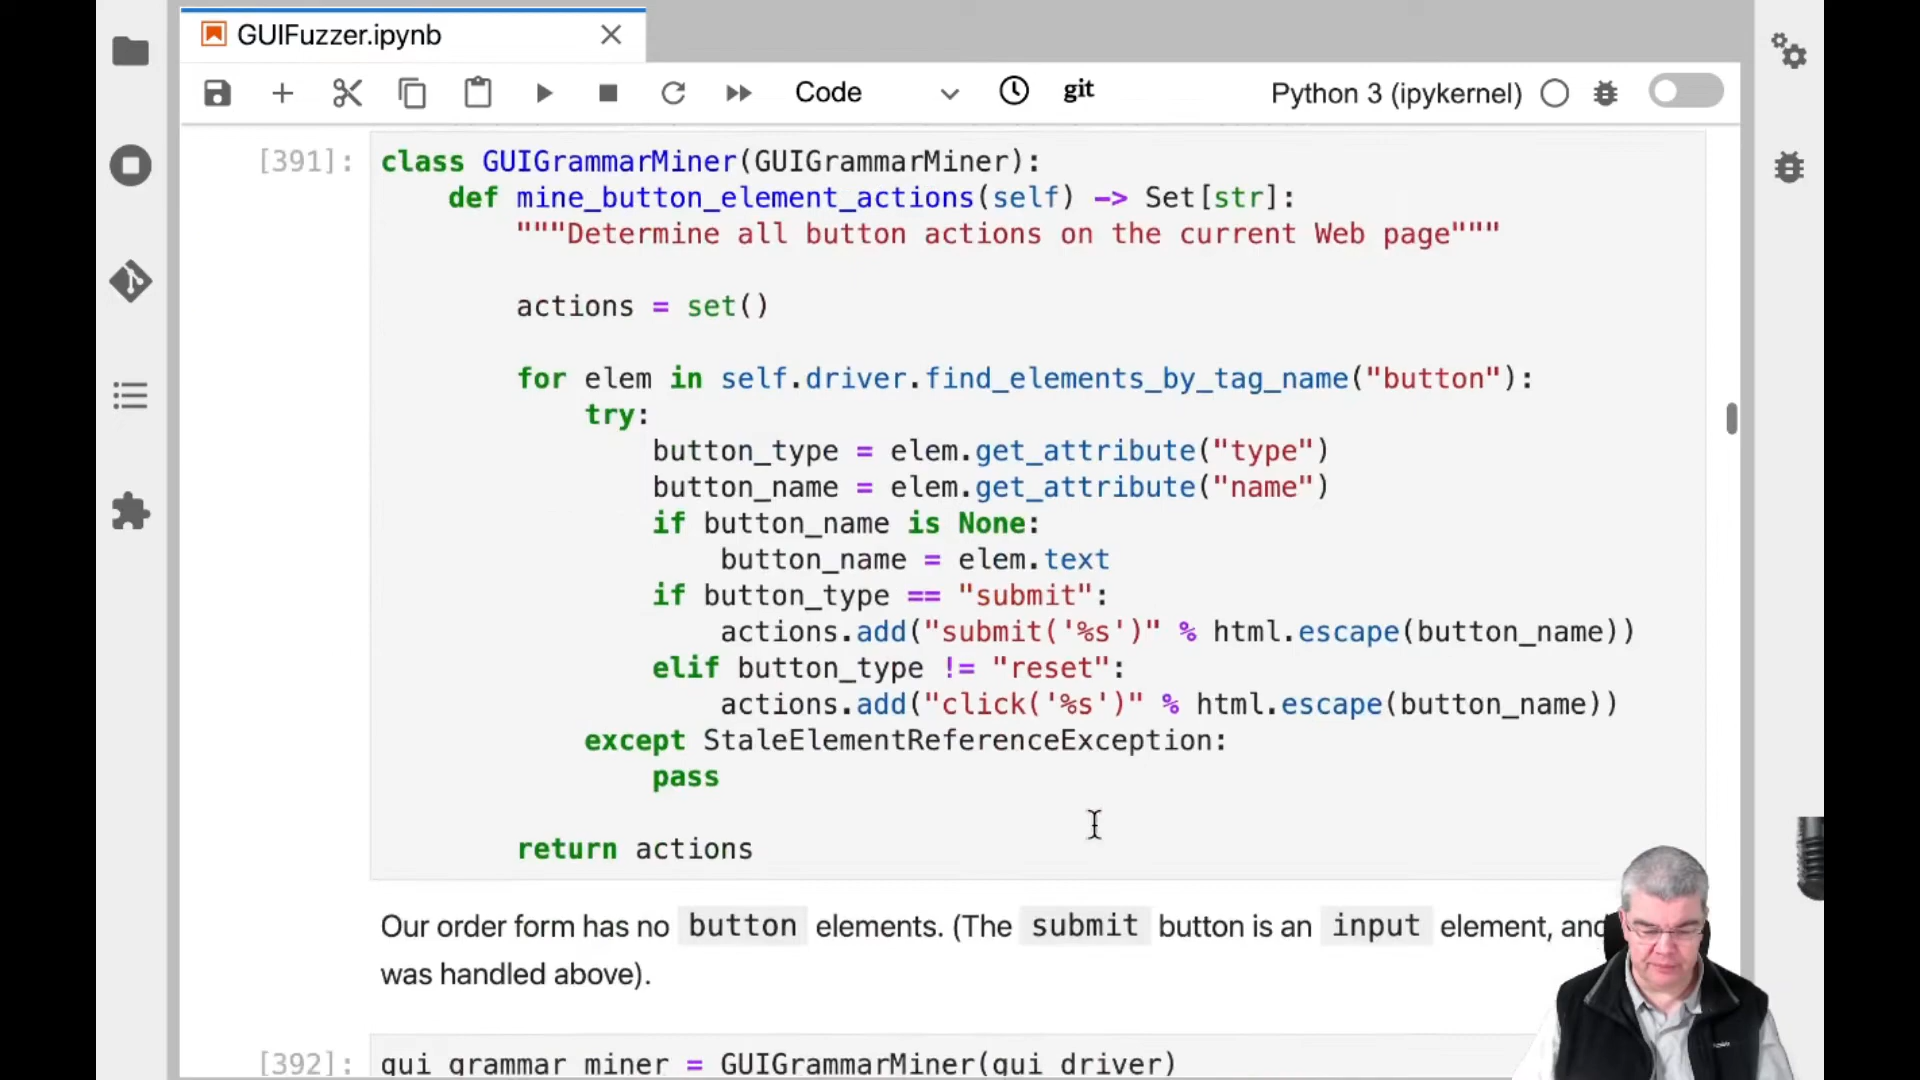 GUIFuzzer.ipynb
Code
git
Python 3 (ipykernel)
[391]:
class GUIGrammarMiner(GUIGrammarMiner):
    def mine_button_element_actions(self) -> Set[str]:
        """Determine all button actions on the current Web page"""
        actions = set()
        for elem in self.driver.find_elements_by_tag_name("button"):
            try:
                button_type = elem.get_attribute("type")
                button_name = elem.get_attribute("name")
                if button_name is None:
                    button_name = elem.text
                if button_type == "submit":
                    actions.add("submit('%s')" % html.escape(button_name))
                elif button_type != "reset":
                    actions.add("click('%s')" % html.escape(button_name))
            except StaleElementReferenceException:
                pass
        return actions
Our order form has no button elements. (The submit button is an input element, and
was handled above).
[392]:
gui_grammar_miner = GUIGrammarMiner(gui_driver)